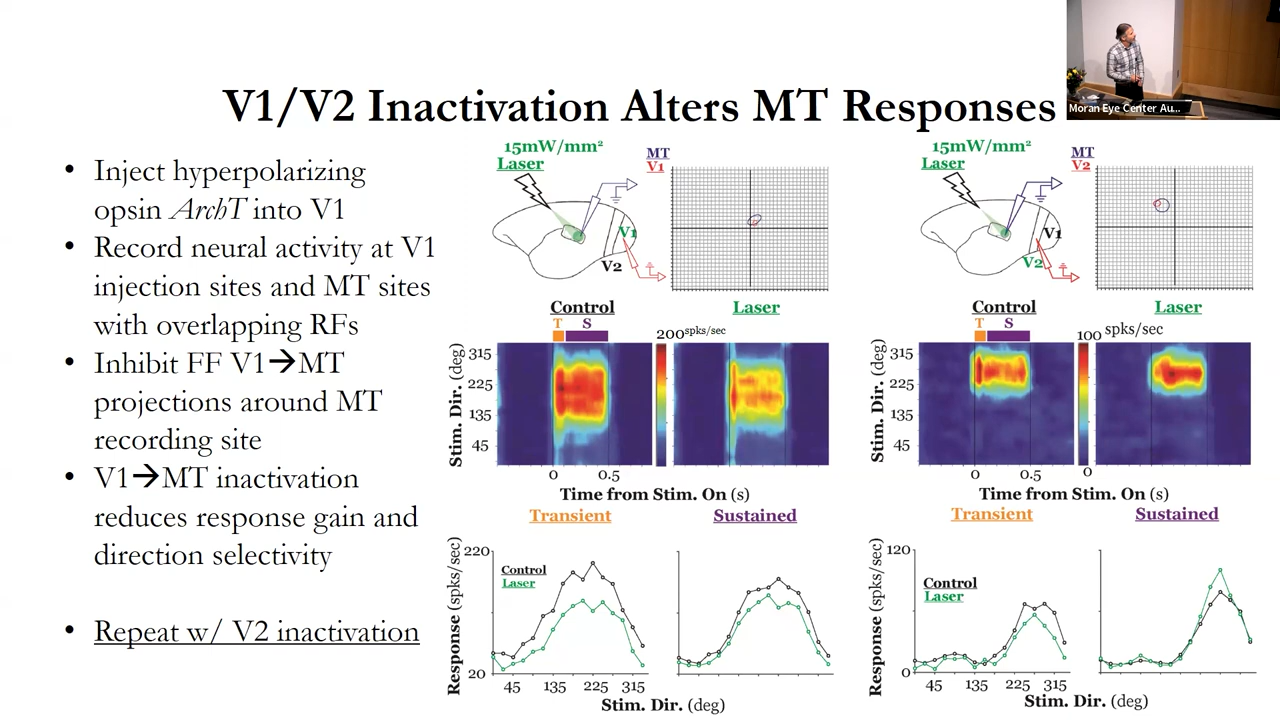 V1/V2 Inactivation Alters MT Responses
Moran Eye Center Au...
• Inject hyperpolarizing
opsin ArchT into V1
• Record neural activity at V1
injection sites and MT sites
with overlapping RFs
• Inhibit FF V1→MT
projections around MT
recording site
• V1→MT inactivation
reduces response gain and
direction selectivity
• Repeat w/ V2 inactivation
15mW/mm²
Laser
V1
V2
MT
V1
Control
Laser
T S
200spks/sec
Stim. Dir. (deg)
315
225
135
45
0 0.5
Time from Stim. On (s)
Transient
Sustained
Response (spks/sec)
220
20
Control
Laser
45 135 225 315
Stim. Dir. (deg)
15mW/mm²
Laser
V1
V2
MT
V2
Control
Laser
T S
100 spks/sec
0
Stim. Dir. (deg)
315
225
135
45
0 0.5
Time from Stim. On (s)
Transient
Sustained
Response (spks/sec)
120
0
Control
Laser
45 135 225 315
Stim. Dir. (deg)